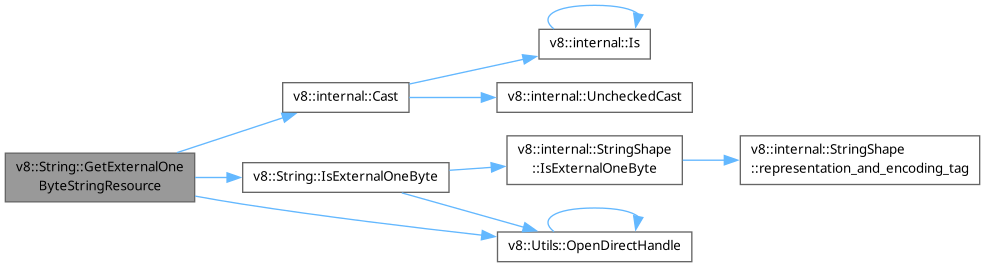 v8::String::GetExternalOne
ByteStringResource
v8::internal::Cast
v8::internal::Is
v8::internal::UncheckedCast
v8::String::IsExternalOneByte
v8::internal::StringShape
::IsExternalOneByte
v8::internal::StringShape
::representation_and_encoding_tag
v8::Utils::OpenDirectHandle